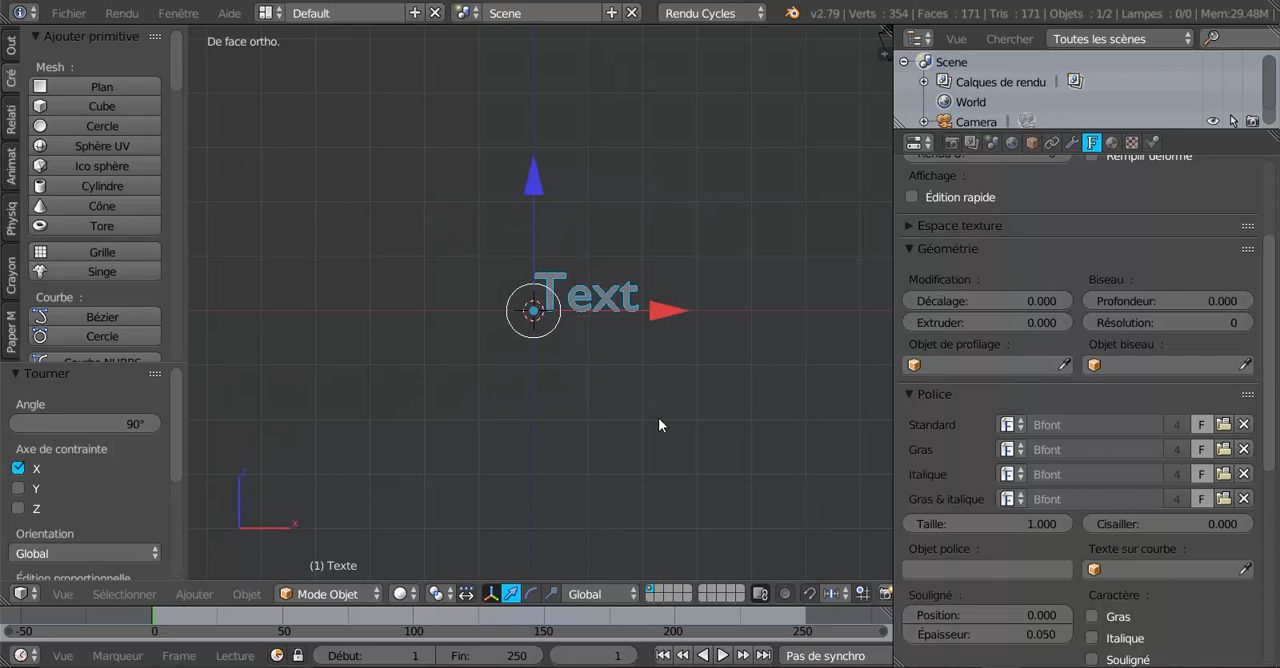 Fichier Rendu Fenêtre Aide Default Scene Rendu Cycles v2.79 | Verts : 354 | Faces : 171 | Tris : 171 | Objets : 1/2 | Lampes : 0/0 | Mem:29.48M
Out
Cré
Relati
Animat
Physiq
Crayon
Paper M
Ajouter primitive
Mesh :
Plan
Cube
Cercle
Sphère UV
Ico sphère
Cylindre
Cône
Tore
Grille
Singe
Courbe :
Bézier
Cercle
Courbe NURBS
Tourner
Angle
90°
Axe de contrainte
X
Y
Z
Orientation
Global
Édition proportionnelle
De face ortho.
Text
z
x
(1) Texte
Vue Sélectionner Ajouter Objet Mode Objet Global
-50 0 50 100 150 200 250
Vue Marqueur Frame Lecture Début: 1 Fin: 250 1 Pas de synchro
Vue Chercher Toutes les scènes
Scene
Calques de rendu |
World
Camera
F
Remplir déformé
Affichage :
Édition rapide
Espace texture
Géométrie
Modification : Biseau :
Décalage: 0.000 Profondeur: 0.000
Extruder: 0.000 Résolution: 0
Objet de profilage : Objet biseau :
Police
Standard F Bfont 4 F
Gras F Bfont 4 F
Italique F Bfont 4 F
Gras & italique F Bfont 4 F
Taille: 1.000 Cisailler: 0.000
Objet police : Texte sur courbe :
Souligné : Caractère :
Position: 0.000 Gras
Épaisseur: 0.050 Italique
Souligné